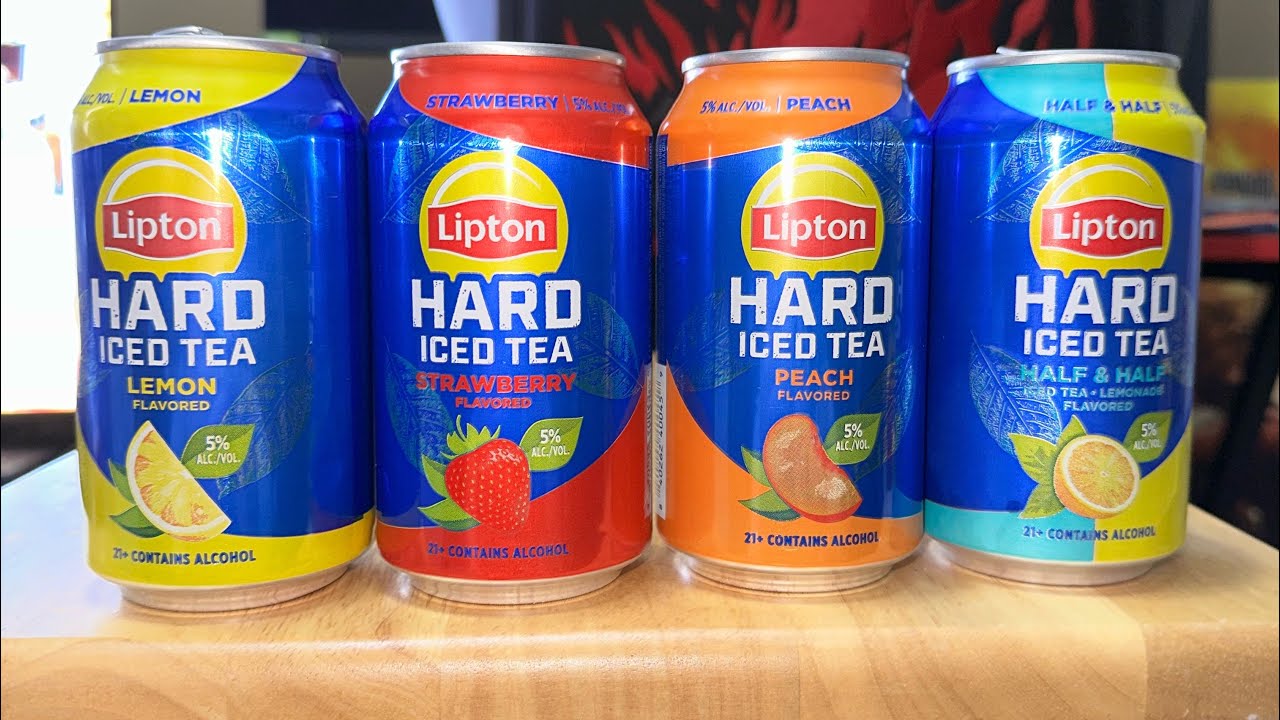 ALC./VOL. | LEMON
Lipton
HARD
ICED TEA
LEMON
FLAVORED
5%
ALC./VOL.
21+ CONTAINS ALCOHOL
STRAWBERRY | 5% ALC./
Lipton
HARD
ICED TEA
STRAWBERRY
FLAVORED
5%
ALC./VOL.
21+ CONTAINS ALCOHOL
5% ALC./VOL. | PEACH
Lipton
HARD
ICED TEA
PEACH
FLAVORED
5%
ALC./VOL.
21+ CONTAINS ALCOHOL
HALF & HALF |
Lipton
HARD
ICED TEA
HALF & HALF
ICED TEA + LEMONADE
FLAVORED
5%
ALC./VOL.
21+ CONTAINS ALCOHOL